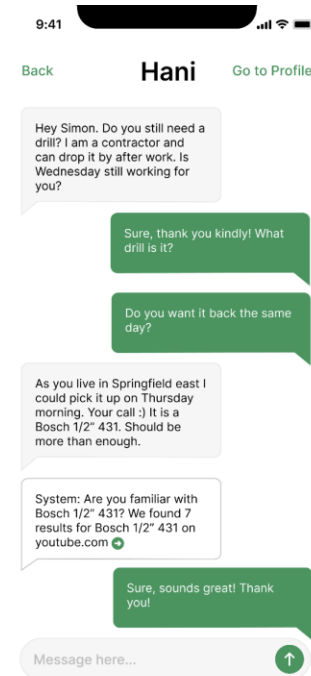 9:41
Back Hani Go to Profile
Hey Simon. Do you still need a
drill? I am a contractor and
can drop it by after work. Is
Wednesday still working for
you?
Sure, thank you kindly! What
drill is it?
Do you want it back the same
day?
As you live in Springfield east I
could pick it up on Thursday
morning. Your call :) It is a
Bosch 1/2” 431. Should be
more than enough.
System: Are you familiar with
Bosch 1/2” 431? We found 7
results for Bosch 1/2” 431 on
youtube.com
Sure, sounds great! Thank
you!
Message here...